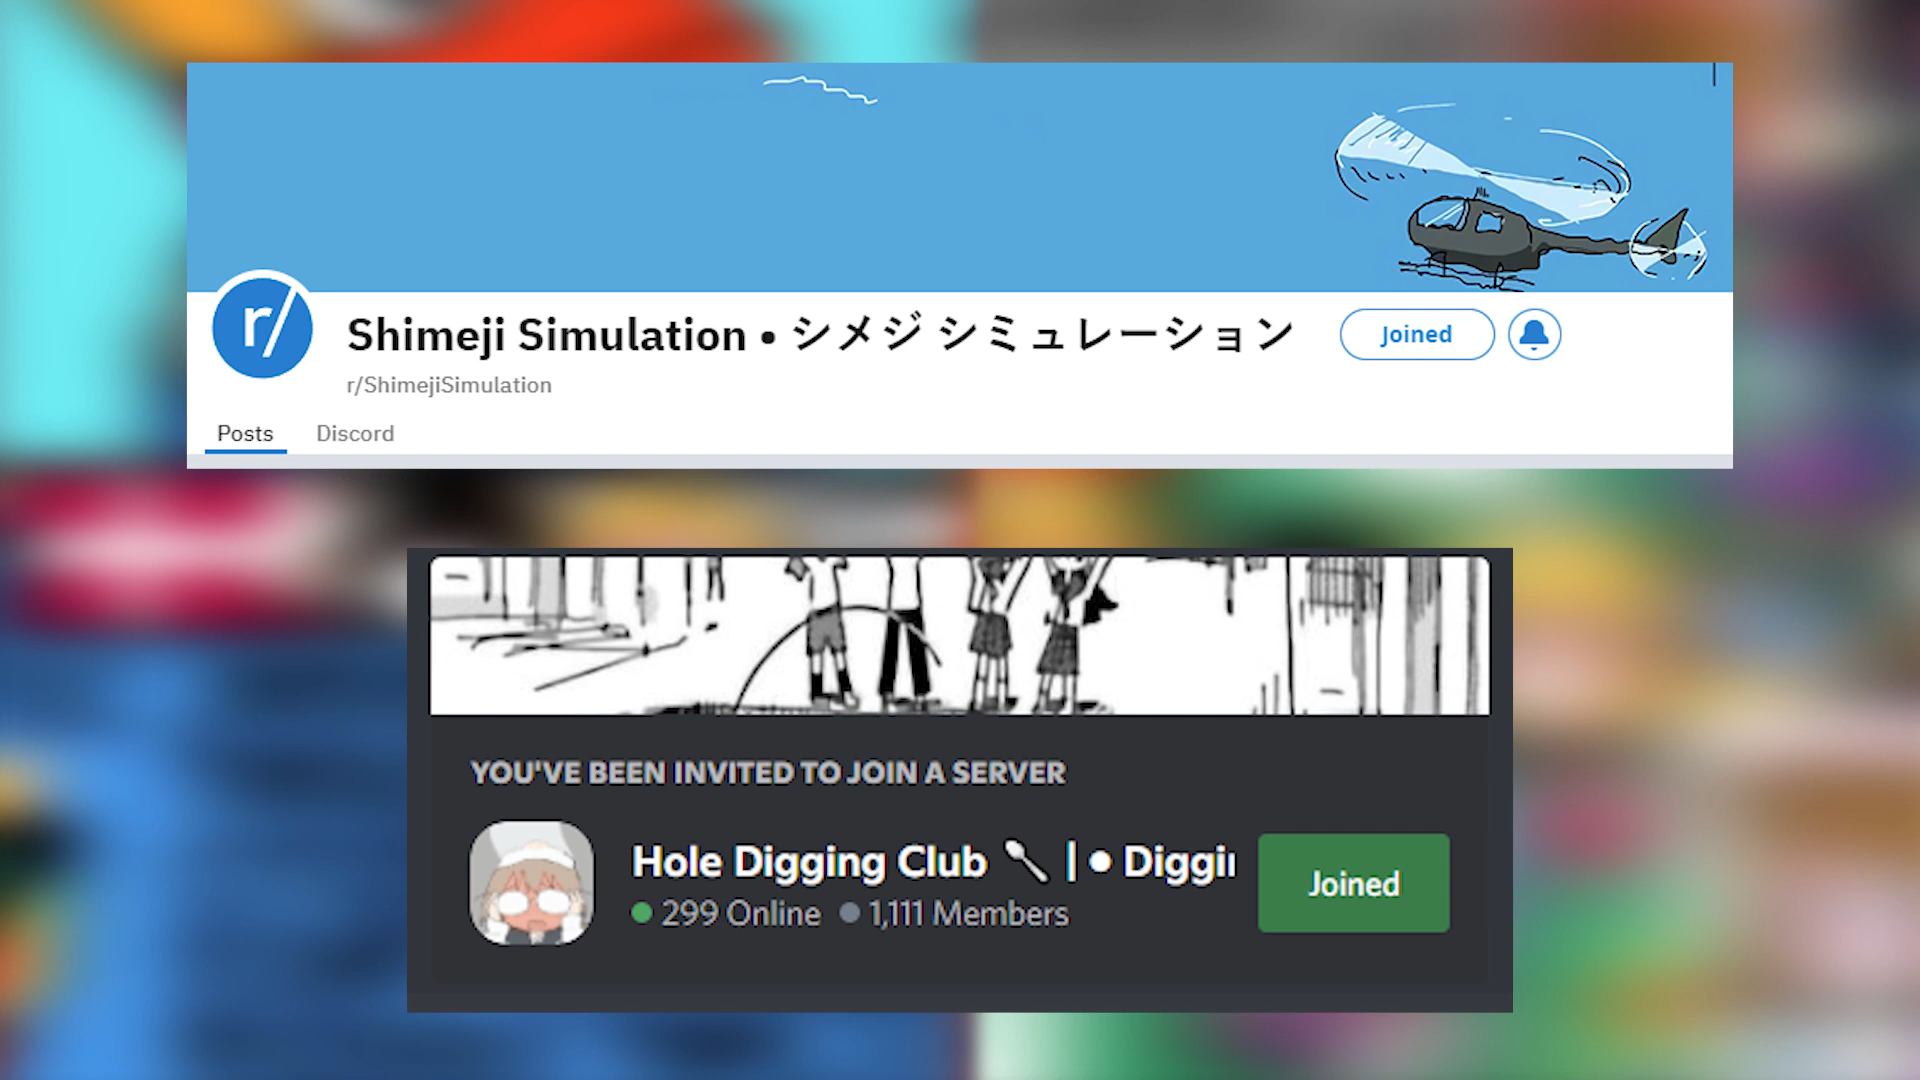 r/
Shimeji Simulation • シメジ シミュレーション
Joined
r/ShimejiSimulation
Posts
Discord
YOU'VE BEEN INVITED TO JOIN A SERVER
Hole Digging Club 🥄 | ● Diggin
299 Online
1,111 Members
Joined